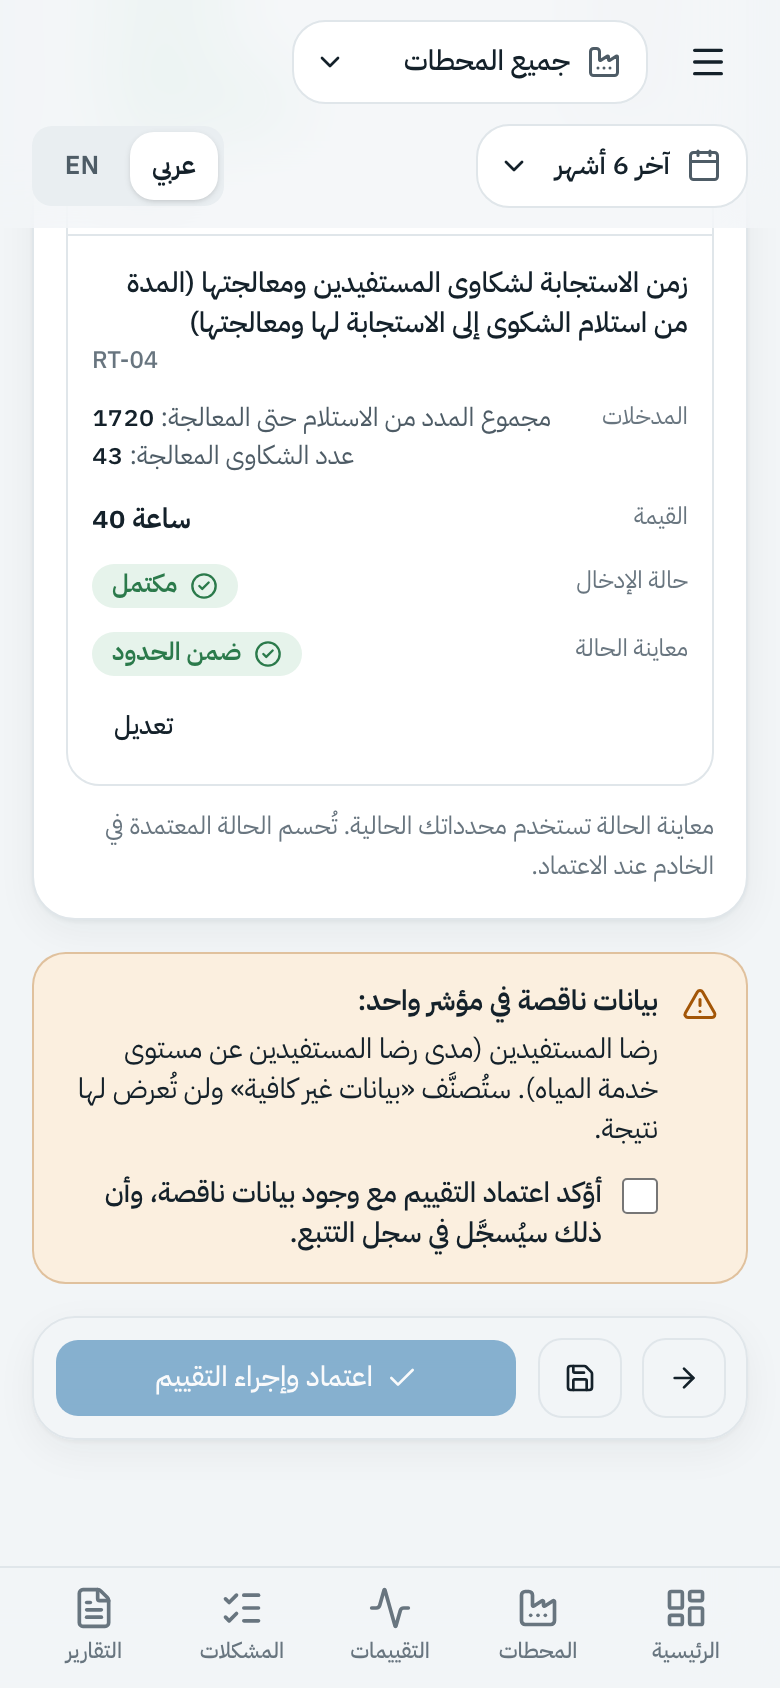 جميع المحطات
آخر 6 أشهر
عربي
EN
زمن الاستجابة لشكاوى المستفيدين ومعالجتها (المدة
من استلام الشكوى إلى الاستجابة لها ومعالجتها)
RT-04
المدخلات
مجموع المدد من الاستلام حتى المعالجة: 1720
عدد الشكاوى المعالجة: 43
القيمة
40 ساعة
حالة الإدخال
مكتمل
معاينة الحالة
ضمن الحدود
تعديل
معاينة الحالة تستخدم محدداتك الحالية. تُحسم الحالة المعتمدة في
الخادم عند الاعتماد.
بيانات ناقصة في مؤشر واحد:
رضا المستفيدين (مدى رضا المستفيدين عن مستوى
خدمة المياه). ستُصنَّف «بيانات غير كافية» ولن تُعرض لها
نتيجة.
أؤكد اعتماد التقييم مع وجود بيانات ناقصة، وأن
ذلك سيُسجَّل في سجل التتبع.
اعتماد وإجراء التقييم
الرئيسية
المحطات
التقييمات
المشكلات
التقارير